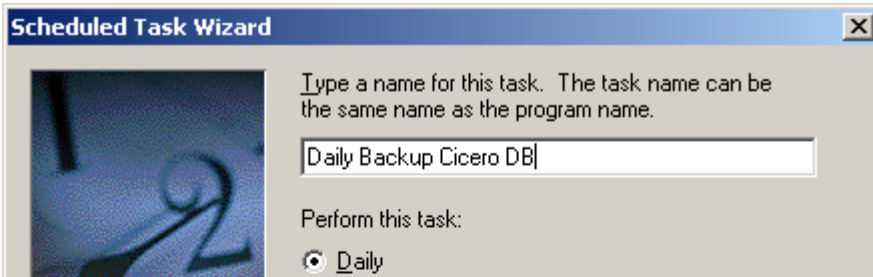 Scheduled Task Wizard
Type a name for this task. The task name can be
the same name as the program name.
Daily Backup Cicero DB
Perform this task:
Daily
2